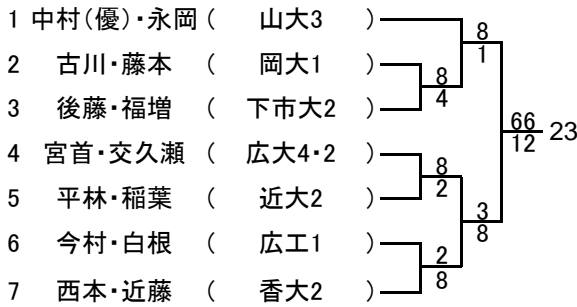 1 中村(優)・永岡 ( 山大3 )
2 古川・藤本 ( 岡大1 )
3 後藤・福増 ( 下市大2 )
4 宮首・交久瀬 ( 広大4・2 )
5 平林・稲葉 ( 近大2 )
6 今村・白根 ( 広工1 )
7 西本・近藤 ( 香大2 )
8
1
8
4
66
12
23
8
2
3
8
2
8